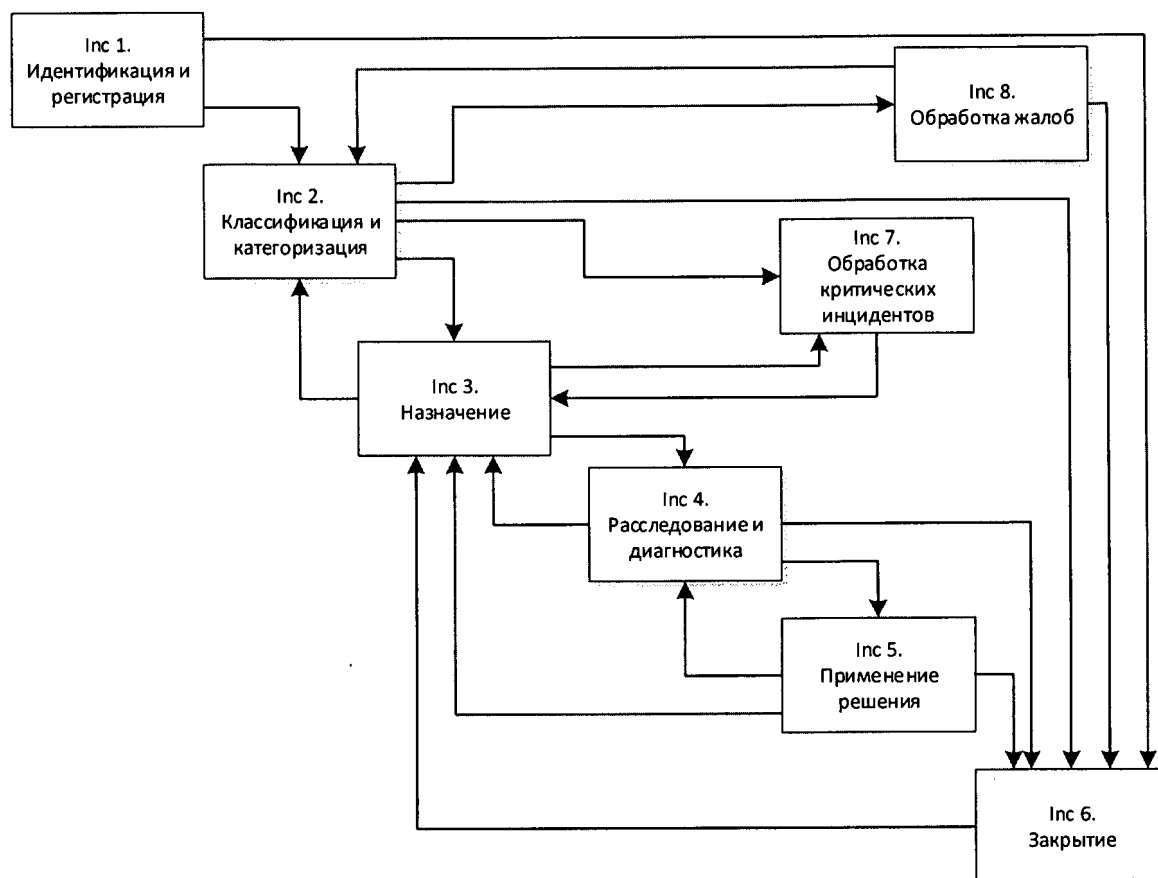 Inc 1.
Идентификация и
регистрация
Inc 8.
Обработка жалоб
Inc 2.
Классификация и
категоризация
Inc 7.
Обработка
критических
инцидентов
Inc 3.
Назначение
Inc 4.
Расследование и
диагностика
Inc 5.
Применение
решения
Inc 6.
Закрытие